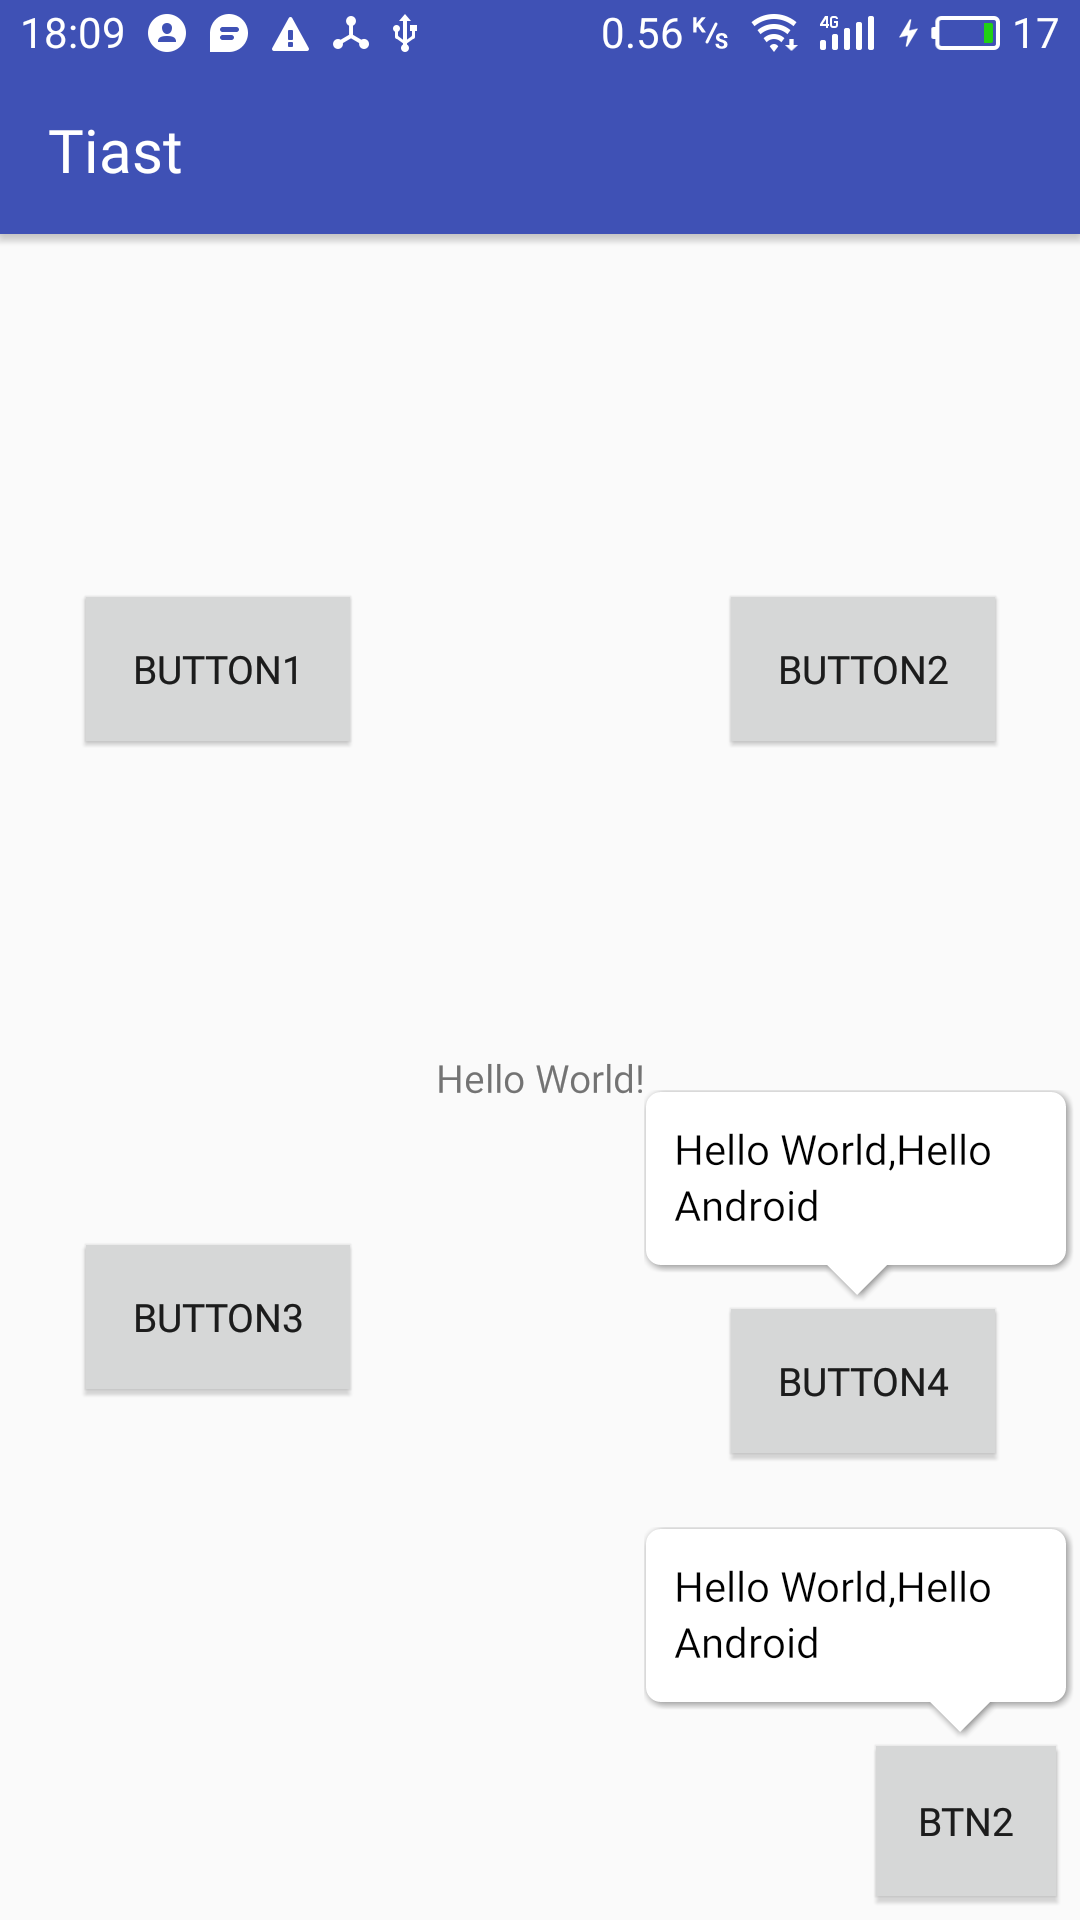 18:09 0.56 K/s 4G 17
Tiast
BUTTON1 BUTTON2
Hello World!
Hello World,Hello
Android
BUTTON3
BUTTON4
Hello World,Hello
Android
BTN2